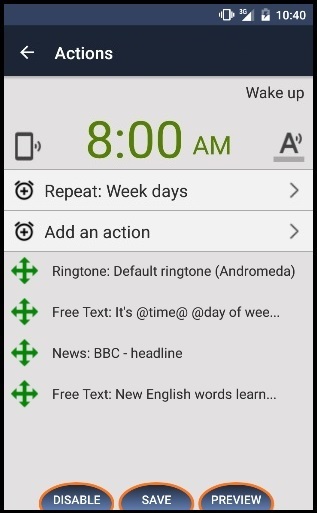 3G 10:40
Actions
Wake up
8:00 AM A
Repeat: Week days
Add an action
Ringtone: Default ringtone (Andromeda)
Free Text: It's @time@ @day of wee...
News: BBC - headline
Free Text: New English words learn...
DISABLE SAVE PREVIEW